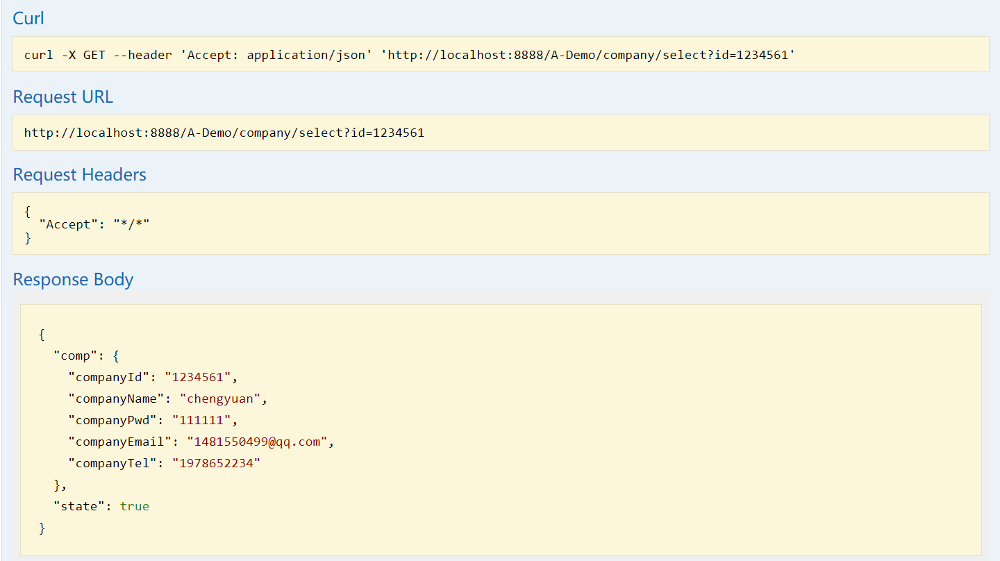 Curl
curl -X GET --header 'Accept: application/json' 'http://localhost:8888/A-Demo/company/select?id=1234561'
Request URL
http://localhost:8888/A-Demo/company/select?id=1234561
Request Headers
{
  "Accept": "*/*"
}
Response Body
{
  "comp": {
    "companyId": "1234561",
    "companyName": "chengyuan",
    "companyPwd": "111111",
    "companyEmail": "1481550499@qq.com",
    "companyTel": "1978652234"
  },
  "state": true
}